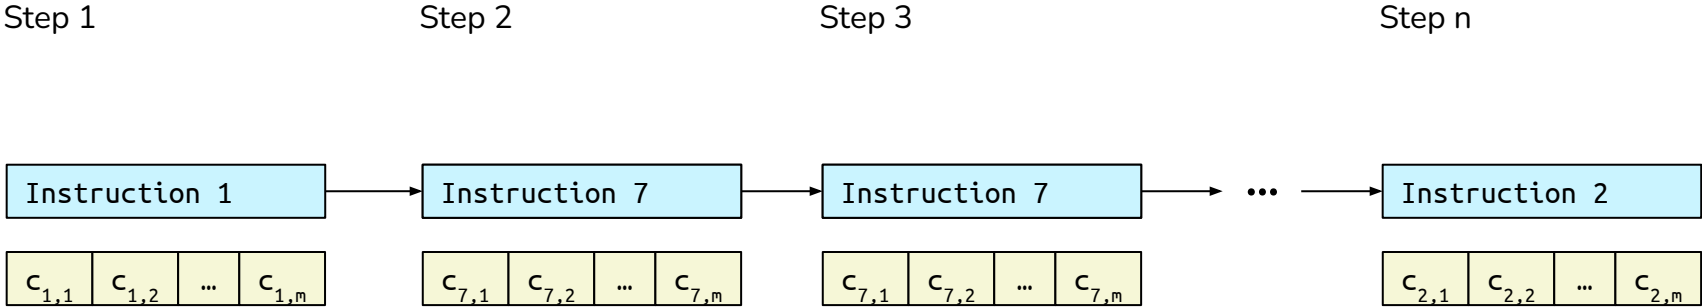 Step 1 Step 2 Step 3 Step n
Instruction 1 Instruction 7 Instruction 7 ... Instruction 2
c1,1 c1,2 … c1,m c7,1 c7,2 … c7,m c7,1 c7,2 … c7,m c2,1 c2,2 … c2,m